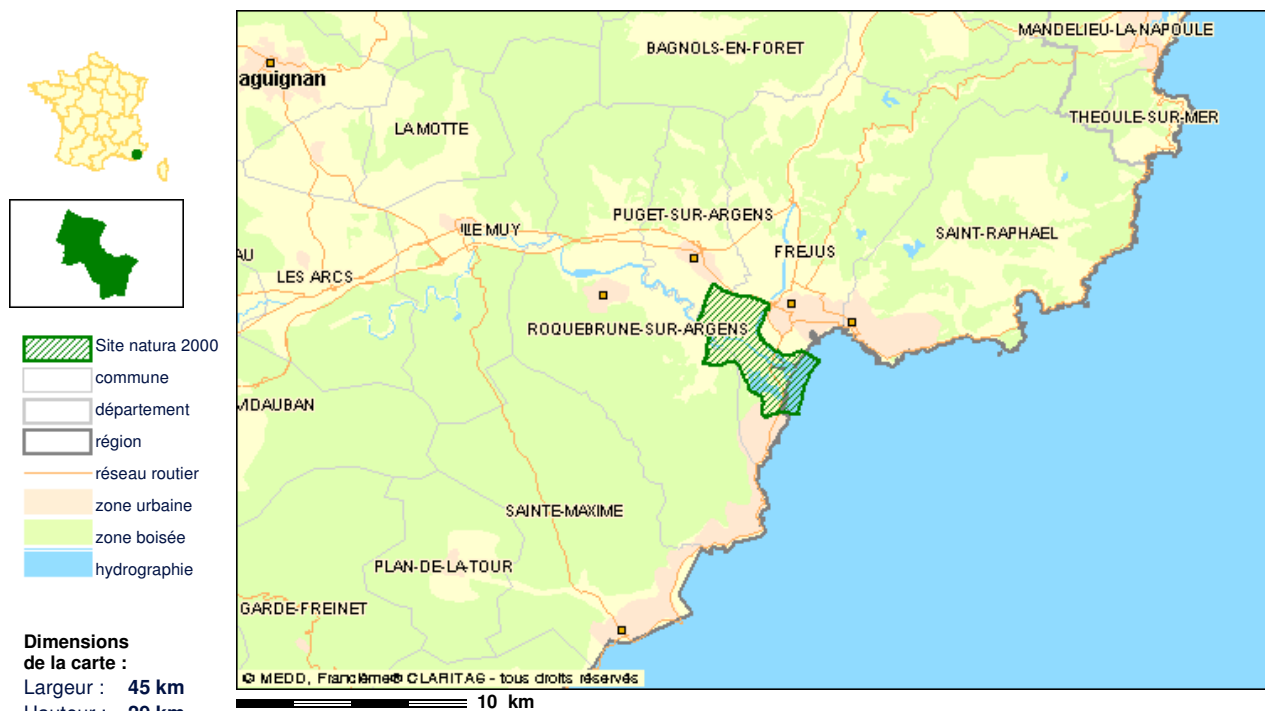 MANDELIEU-LA-NAPOULE
BAGNOLS-EN-FORET
aguignan
THEOULE-SUR-MER
LA MOTTE
PUGET-SUR-ARGENS
LE MUY
SAINT-RAPHAEL
FREJUS
AU
LES ARCS
ROQUEBRUNE-SUR-ARGENS
Site natura 2000
commune
VIDAUBAN
département
région
réseau routier
zone urbaine
SAINTE-MAXIME
zone boisée
hydrographie
PLAN-DE-LA-TOUR
GARDE-FREINET
Dimensions
de la carte :
Largeur : 45 km
© MEDD, Francième® CLARITAS - tous droits réservés
10 km